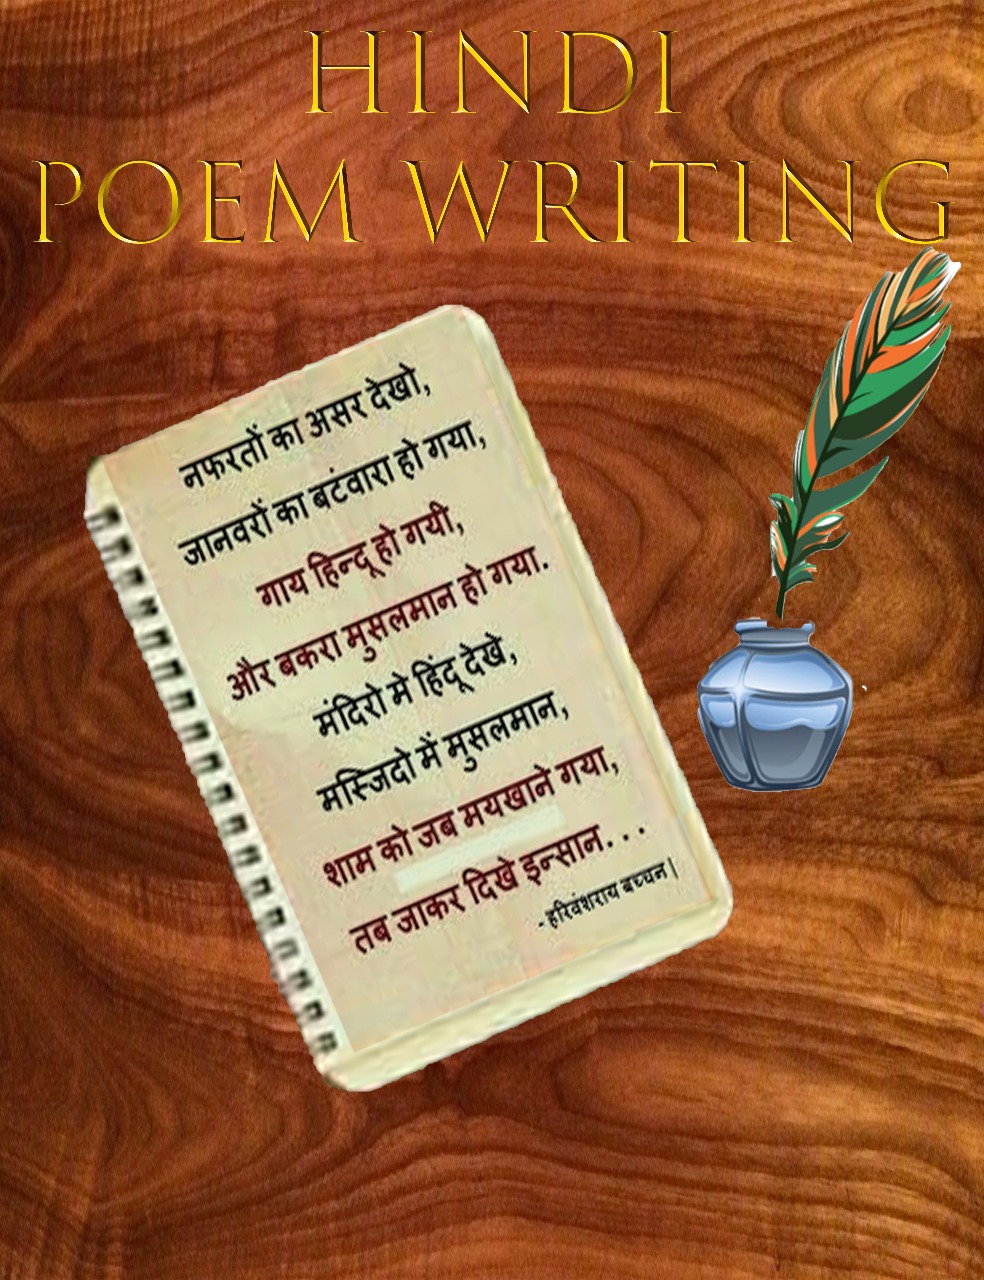 HINDI
POEM WRITING
नफरतों का असर देखो,
जानवरों का बटंवारा हो गया,
गाय हिन्दू हो गयी,
और बकरा मुसलमान हो गया.
मंदिरो मे हिंदू देखे,
मस्जिदो में मुसलमान,
शाम को जब मयखाने गया,
तब जाकर दिखे इन्सान...
- हरिवंशराय बच्चन|